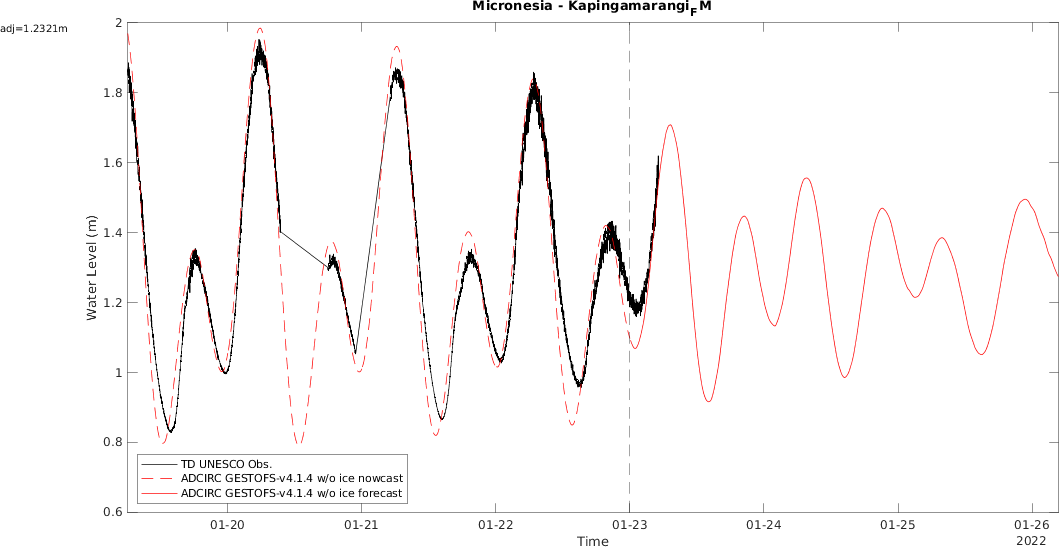 Micronesia - Kapingamarangi_FM
adj=1.2321m
2
1.8
1.6
1.4
1.2
1
0.8
0.6
Water Level (m)
TD UNESCO Obs.
ADCIRC GESTOFS-v4.1.4 w/o ice nowcast
ADCIRC GESTOFS-v4.1.4 w/o ice forecast
01-20 01-21 01-22 01-23 01-24 01-25 01-26
Time
2022